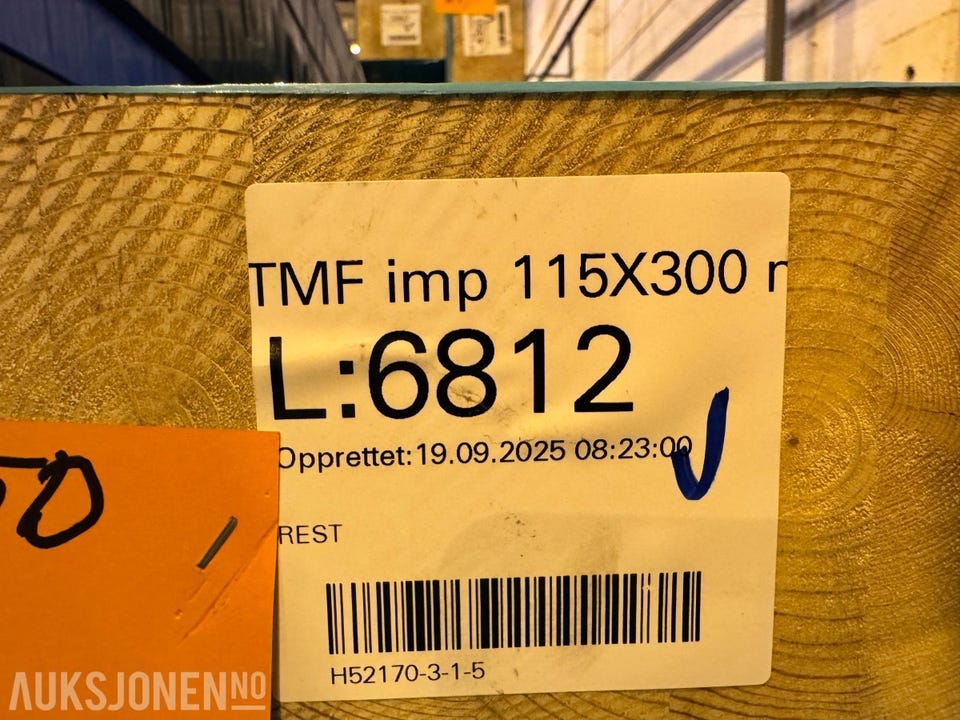 TMF imp 115X300
L:6812
Opprettet:19.09.2025 08:23:00
REST
H52170-3-1-5
AUKSJONEN NO